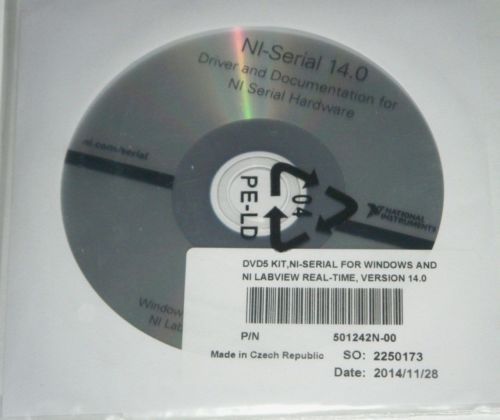 NI-Serial 14.0
Driver and Documentation for
NI Serial Hardware
ni.com/serial
04
PE-LD
NATIONAL
INSTRUMENTS
Window
NI Lab
DVD5 KIT,NI-SERIAL FOR WINDOWS AND
NI LABVIEW REAL-TIME, VERSION 14.0
P/N 501242N-00
Made in Czech Republic SO: 2250173
Date: 2014/11/28